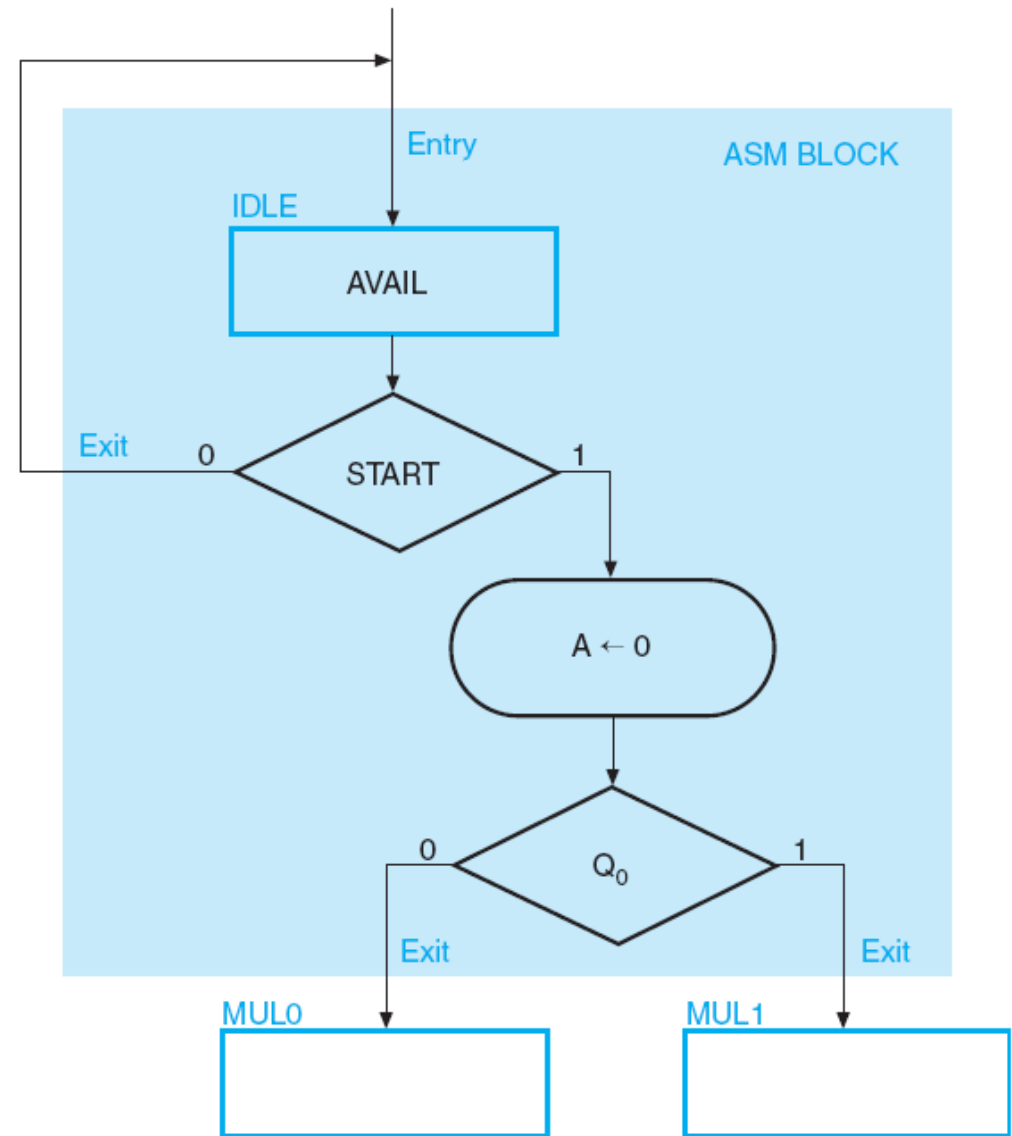 Entry
ASM BLOCK
IDLE
AVAIL
Exit
0
START
1
A ← 0
0
Q₀
1
Exit
Exit
MUL0
MUL1